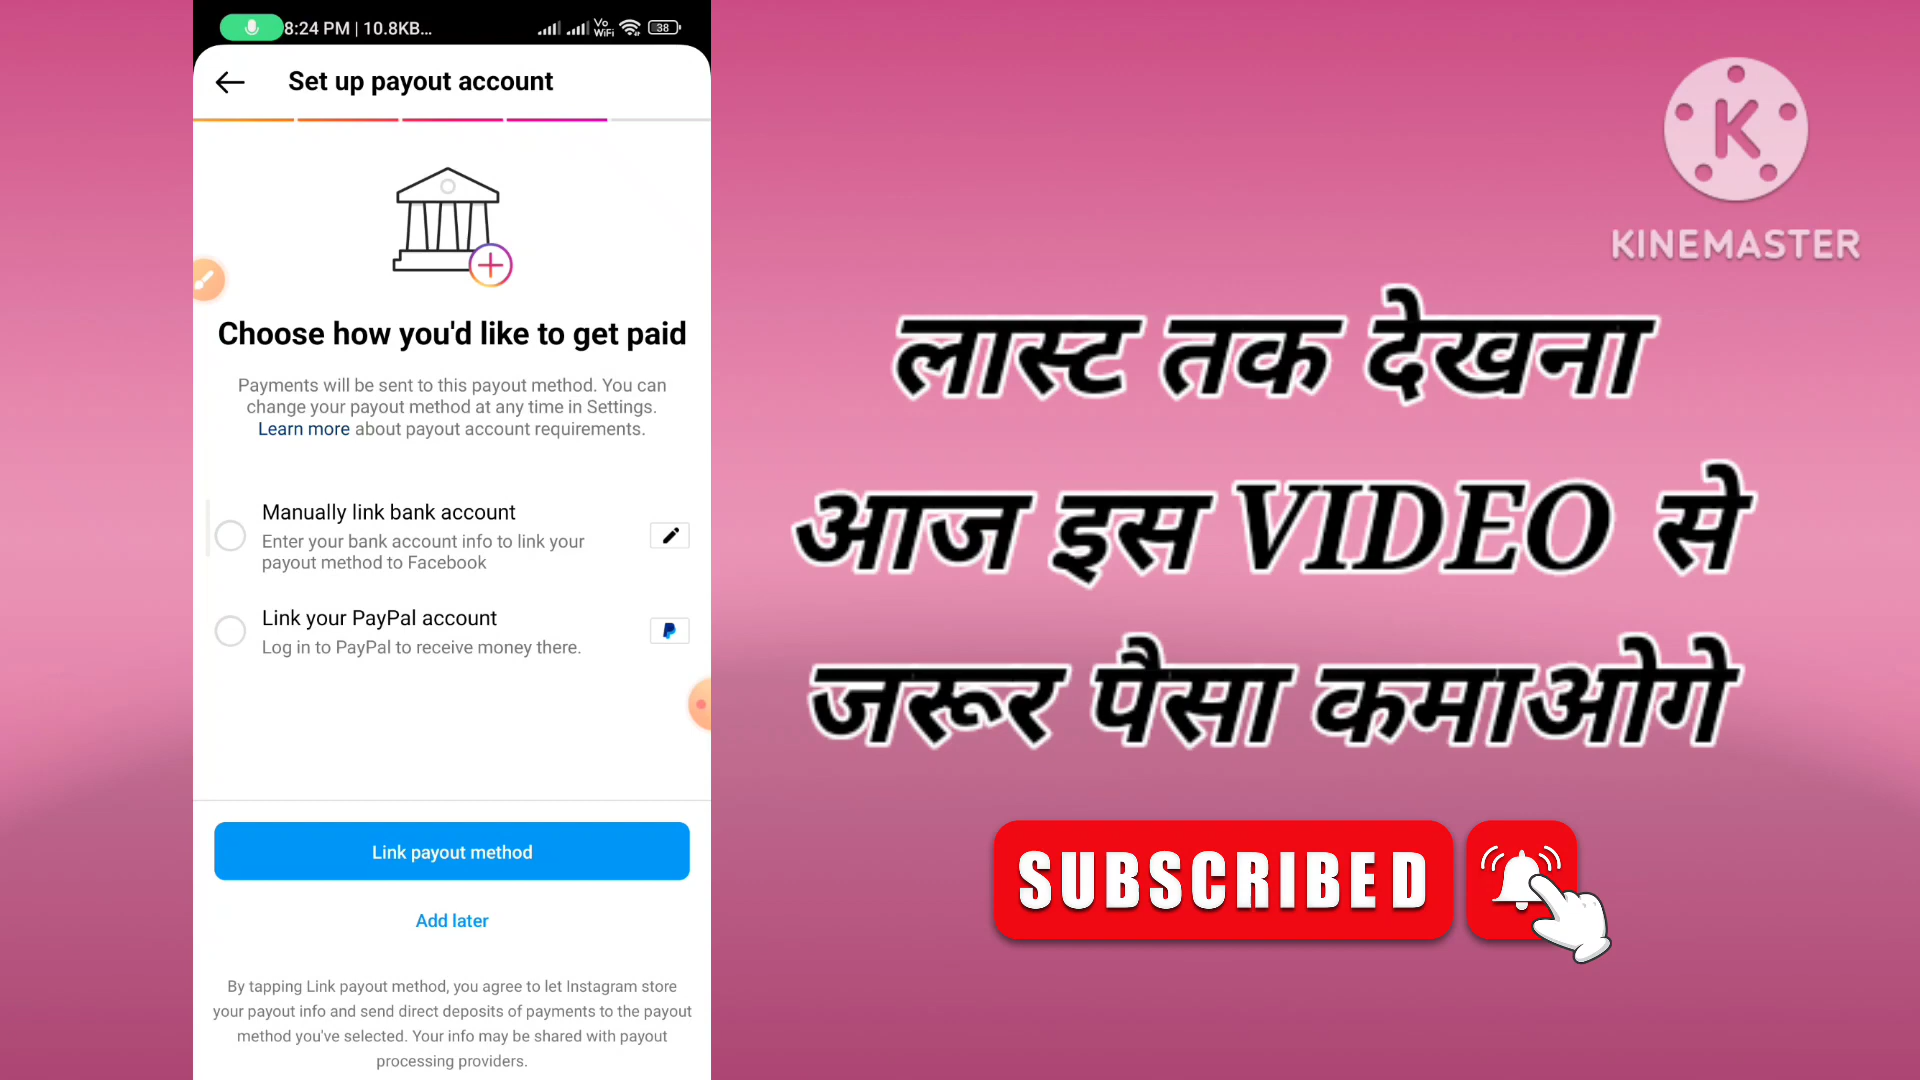 8:24 PM | 10.8KB...
Vo
WiFi
38
Set up payout account
Choose how you'd like to get paid
Payments will be sent to this payout method. You can
change your payout method at any time in Settings.
Learn more about payout account requirements.
Manually link bank account
Enter your bank account info to link your
payout method to Facebook
Link your PayPal account
Log in to PayPal to receive money there.
Link payout method
Add later
By tapping Link payout method, you agree to let Instagram store
your payout info and send direct deposits of payments to the payout
method you've selected. Your info may be shared with payout
processing providers.
K
KINEMASTER
लास्ट तक देखना
आज इस VIDEO से
जरूर पैसा कमाओगे
SUBSCRIBED